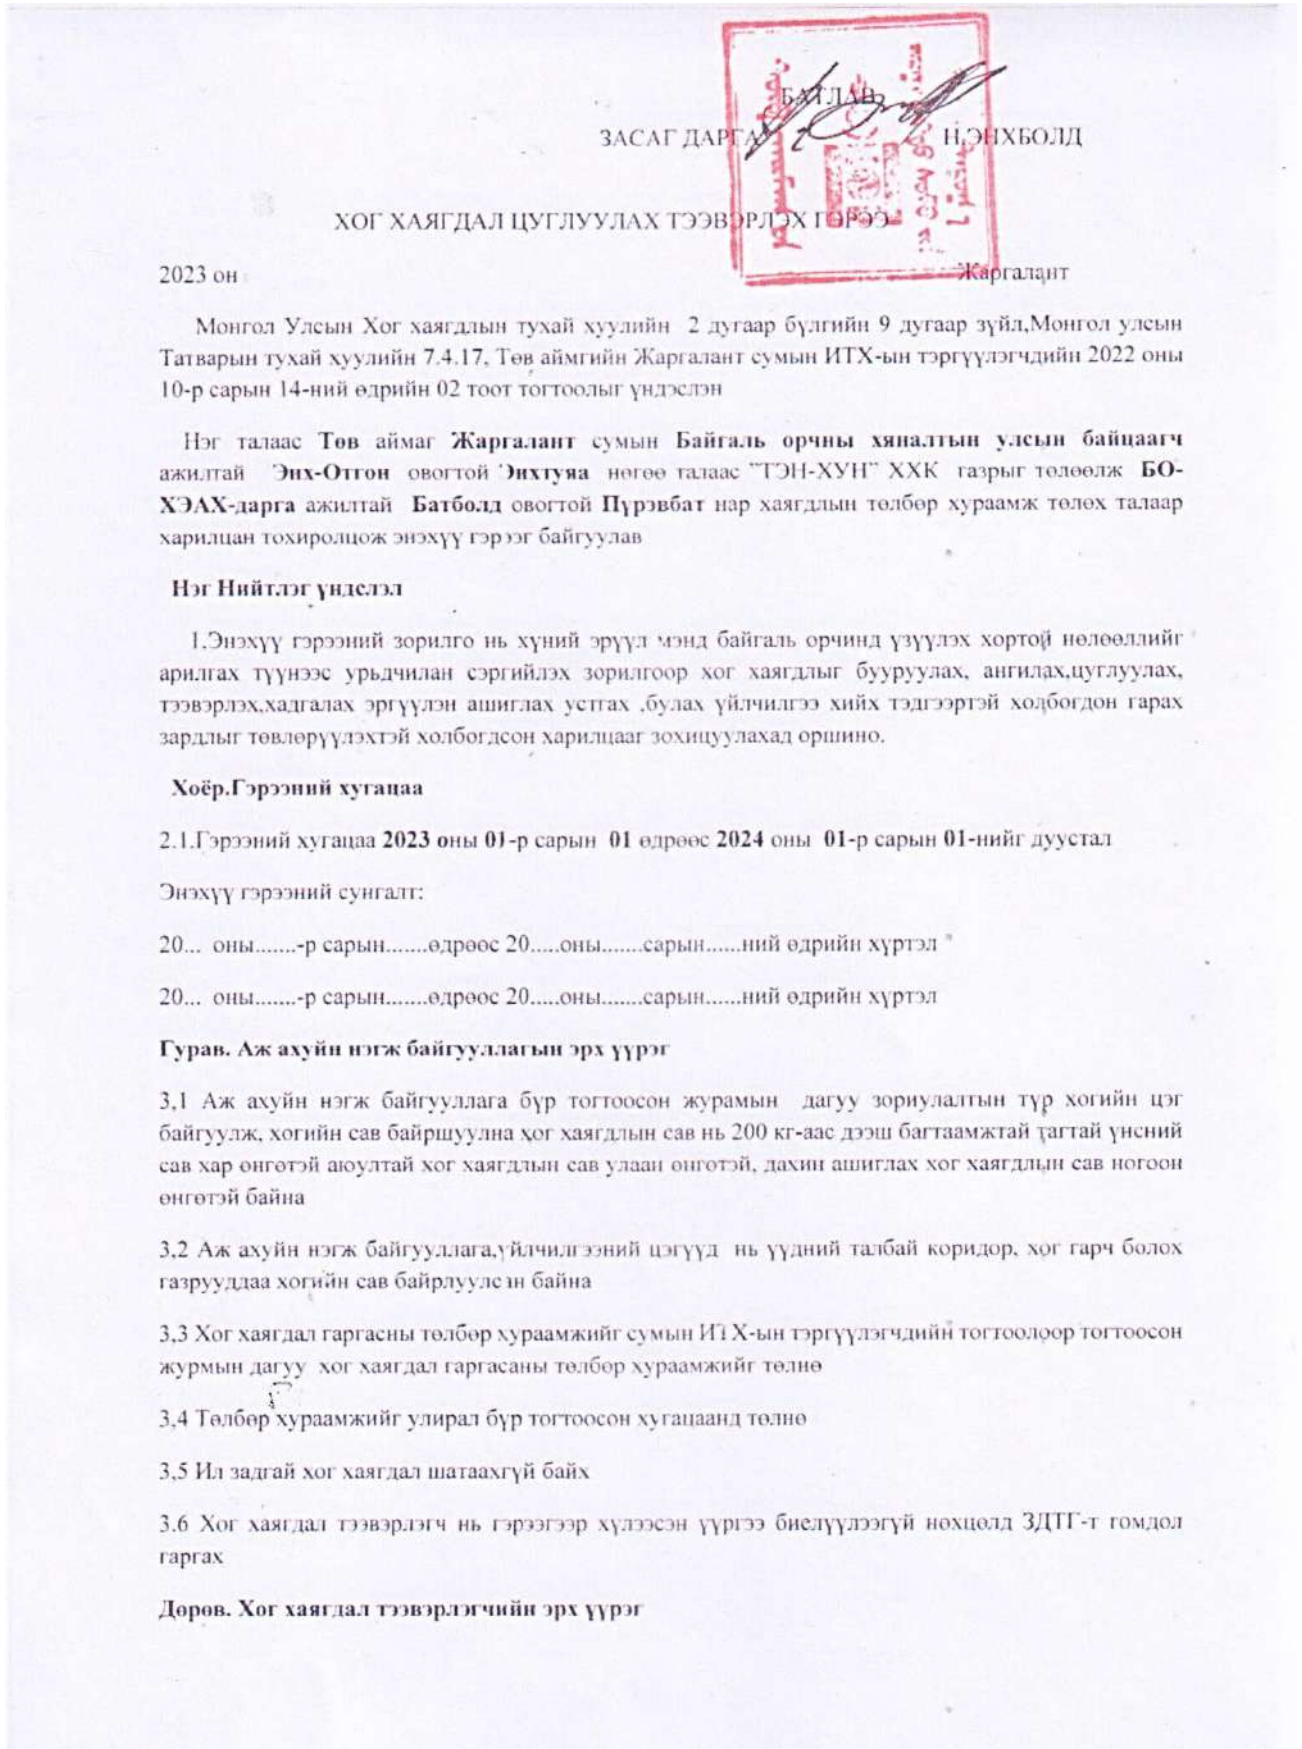 БАТЛАВ
ЗАСАГ ДАРГА Н.ЭНХБОЛД
ХОГ ХАЯГДАЛ ЦУГЛУУЛАХ ТЭЭВЭРЛЭХ ГЭРЭЭ
2023 он Жаргалант
Монгол Улсын Хог хаягдлын тухай хуулийн 2 дугаар бүлгийн 9 дугаар зүйл,Монгол улсын
Татварын тухай хуулийн 7.4.17, Төв аймгийн Жаргалант сумын ИТХ-ын тэргүүлэгчдийн 2022 оны
10-р сарын 14-ний өдрийн 02 тоот тогтоолыг үндэслэн
Нэг талаас Төв аймаг Жаргалант сумын Байгаль орчны хяналтын улсын байцаагч
ажилтай Энх-Отгон овогтой Энхтуяа нөгөө талаас "ТЭН-ХУН" ХХК газрыг төлөөлж БО-
ХЭАХ-дарга ажилтай Батболд овогтой Пүрэвбат нар хаягдлын төлбөр хураамж төлөх талаар
харилцан тохиролцож энэхүү гэрээг байгуулав
Нэг Нийтлэг үндслэл
1.Энэхүү гэрээний зорилго нь хүний эрүүл мэнд байгаль орчинд үзүүлэх хортой нөлөөллийг
арилгах түүнээс урьдчилан сэргийлэх зорилгоор хог хаягдлыг бууруулах, ангилах,цуглуулах,
тээвэрлэх,хадгалах эргүүлэн ашиглах устгах ,булах үйлчилгээ хийх тэдгээртэй холбогдон гарах
зардлыг төвлөрүүлэхтэй холбогдсон харилцааг зохицуулахад оршино.
Хоёр.Гэрээний хугацаа
2.1.Гэрээний хугацаа 2023 оны 01-р сарын 01 өдрөөс 2024 оны 01-р сарын 01-нийг дуустал
Энэхүү гэрээний сунгалт:
20... оны.......-р сарын.......өдрөөс 20.....оны.......сарын......ний өдрийн хүртэл
20... оны.......-р сарын.......өдрөөс 20.....оны.......сарын......ний өдрийн хүртэл
Гурав. Аж ахуйн нэгж байгууллагын эрх үүрэг
3,1 Аж ахуйн нэгж байгууллага бүр тогтоосон журамын дагуу зориулалтын түр хогийн цэг
байгуулж, хогийн сав байршуулна хог хаягдлын сав нь 200 кг-аас дээш багтаамжтай тагтай үнсний
сав хар өнгөтэй аюултай хог хаягдлын сав улаан өнгөтэй, дахин ашиглах хог хаягдлын сав ногоон
өнгөтэй байна
3,2 Аж ахуйн нэгж байгууллага,үйлчилгээний цэгүүд нь үүдний талбай коридор, хог гарч болох
газрууддаа хогийн сав байрлуулсан байна
3,3 Хог хаягдал гаргасны төлбөр хураамжийг сумын ИТХ-ын тэргүүлэгчдийн тогтоолоор тогтоосон
журмын дагуу хог хаягдал гаргасаны төлбөр хураамжийг төлнө
3,4 Төлбөр хураамжийг улирал бүр тогтоосон хугацаанд төлнө
3,5 Ил задгай хог хаягдал шатаахгүй байх
3.6 Хог хаягдал тээвэрлэгч нь гэрээгээр хүлээсэн үүргээ биелүүлээгүй нөхцөлд ЗДТГ-т гомдол
гаргах
Дөрөв. Хог хаягдал тээвэрлэгчийн эрх үүрэг